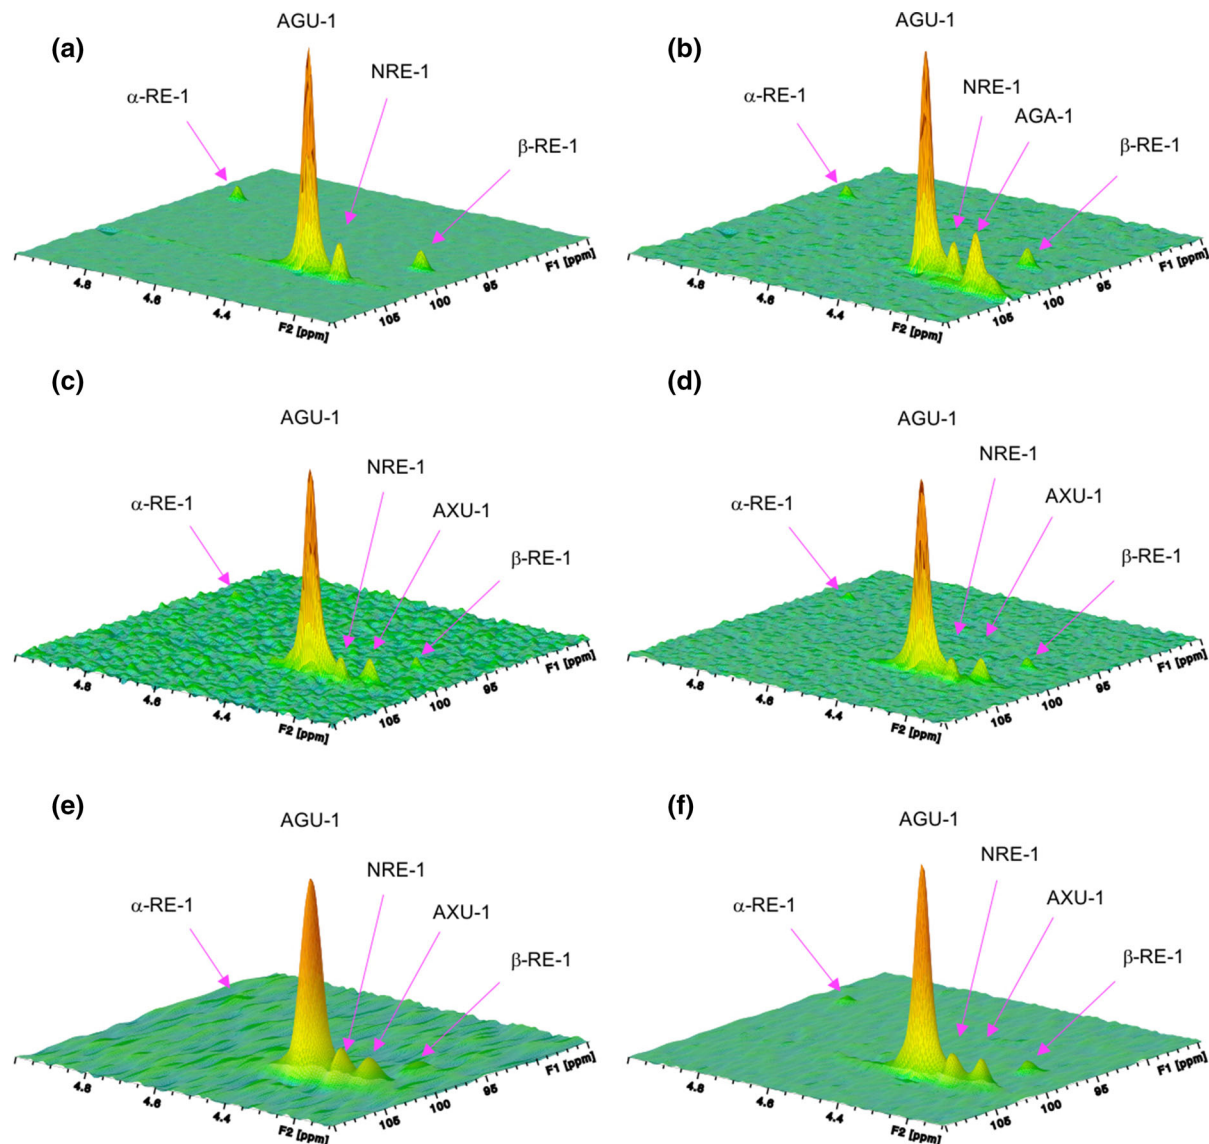 (a)
AGU-1
NRE-1
α-RE-1
β-RE-1
4.8
4.6
4.4
F2 [ppm]
105
100
95
F1 [ppm]
(b)
AGU-1
NRE-1
α-RE-1
AGA-1
β-RE-1
4.8
4.6
4.4
F2 [ppm]
105
100
95
F1 [ppm]
(c)
AGU-1
NRE-1
α-RE-1
AXU-1
β-RE-1
4.8
4.6
4.4
F2 [ppm]
105
100
95
F1 [ppm]
(d)
AGU-1
NRE-1
α-RE-1
AXU-1
β-RE-1
4.8
4.6
4.4
F2 [ppm]
105
100
95
F1 [ppm]
(e)
AGU-1
NRE-1
α-RE-1
AXU-1
β-RE-1
4.8
4.6
4.4
F2 [ppm]
105
100
95
F1 [ppm]
(f)
AGU-1
NRE-1
α-RE-1
AXU-1
β-RE-1
4.8
4.6
4.4
F2 [ppm]
105
100
95
F1 [ppm]